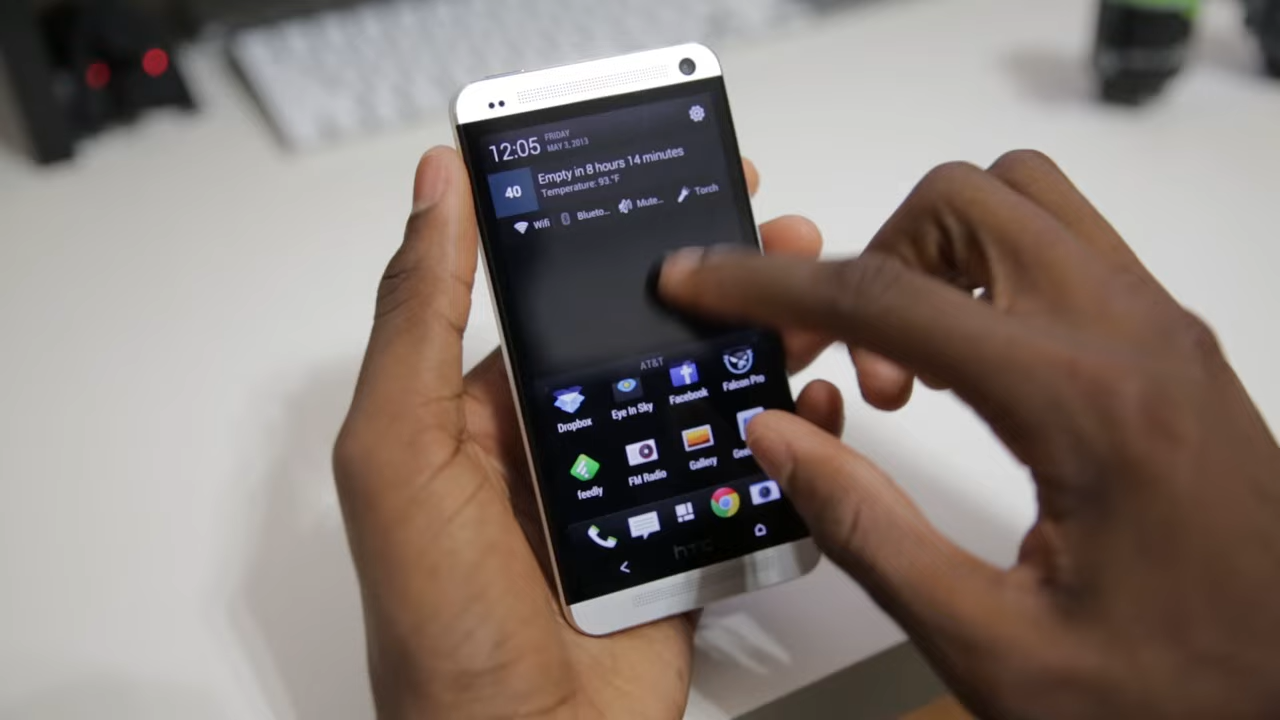 12:05
FRIDAY
MAY 3, 2013
40
Empty in 8 hours 14 minutes
Temperature: 93.°F
Wifi
Blueto...
Mute...
Torch
AT&T
Dropbox
Eye In Sky
Facebook
Falcon Pro
feedly
FM Radio
Gallery
hTC